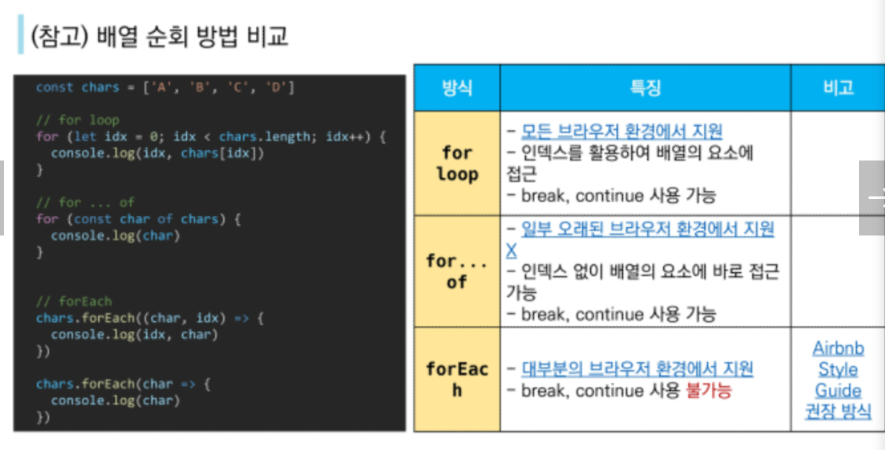 (참고) 배열 순회 방법 비교
const chars = ['A', 'B', 'C', 'D']
// for loop
for (let idx = 0; idx < chars.length; idx++) {
console.log(idx, chars[idx])
}
// for ... of
for (const char of chars) {
console.log(char)
}
// forEach
chars.forEach((char, idx) => {
console.log(idx, char)
})
chars.forEach(char => {
console.log(char)
})
방식
특징
비고
for
loop
- 모든 브라우저 환경에서 지원
- 인덱스를 활용하여 배열의 요소에
접근
- break, continue 사용 가능
for...
of
- 일부 오래된 브라우저 환경에서 지원
X
- 인덱스 없이 배열의 요소에 바로 접근
가능
- break, continue 사용 가능
forEac
h
- 대부분의 브라우저 환경에서 지원
- break, continue 사용 불가능
Airbnb
Style
Guide
권장 방식